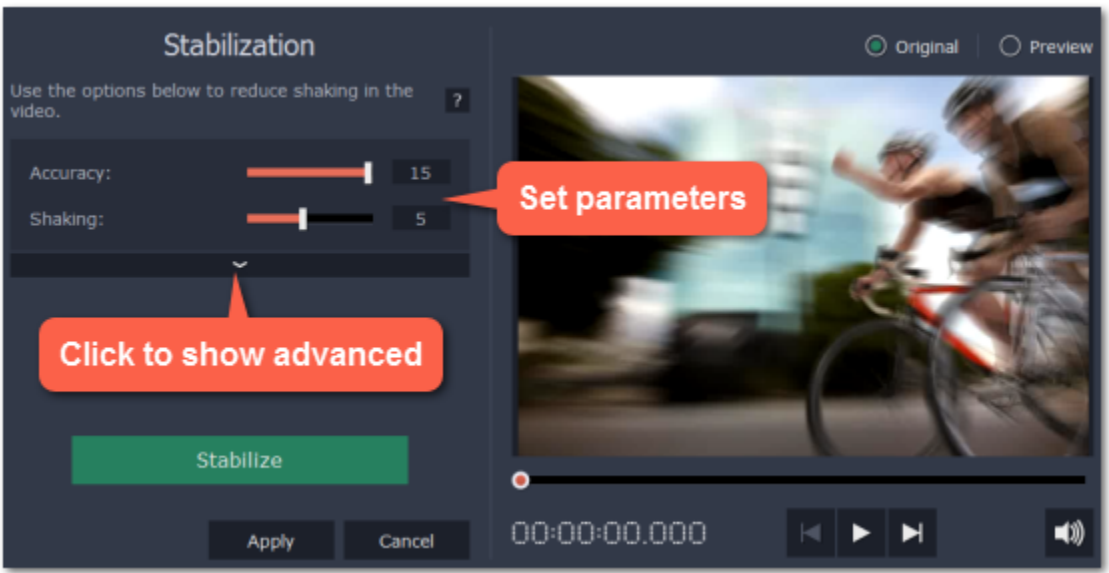 Stabilization
Original
Preview
Use the options below to reduce shaking in the
video.
?
Accuracy:
15
Shaking:
5
Set parameters
Click to show advanced
Stabilize
Apply
Cancel
00:00:00.000